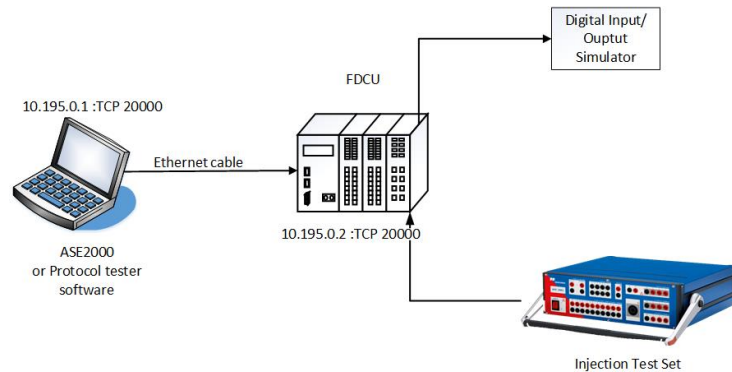 Digital Input/
Ouptut
Simulator
FDCU
10.195.0.1 :TCP 20000
Ethernet cable
10.195.0.2 :TCP 20000
ASE2000
or Protocol tester
software
Injection Test Set